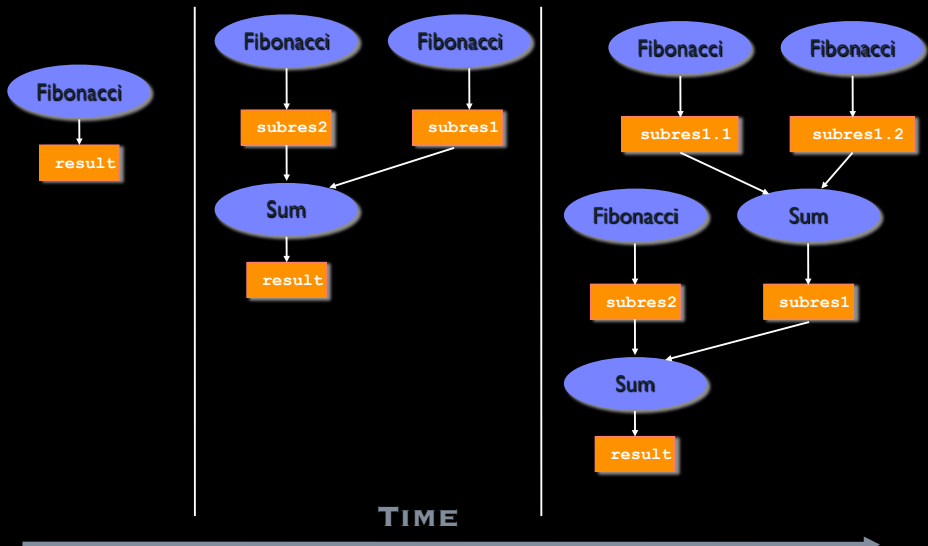 Fibonacci
result
Fibonacci
Fibonacci
subres2
subres1
Sum
result
Fibonacci
Fibonacci
subres1.1
subres1.2
Fibonacci
Sum
subres2
subres1
Sum
result
TIME